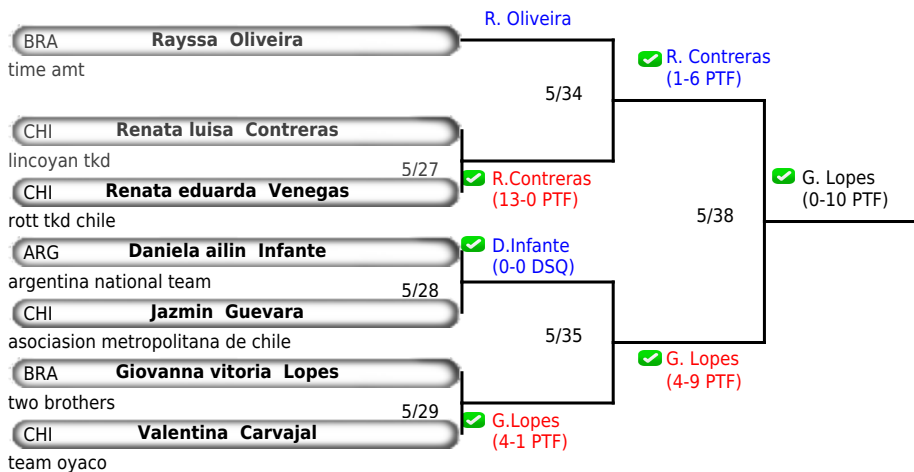 R. Oliveira
BRA Rayssa Oliveira
time amt
R. Contreras
(1-6 PTF)
5/34
CHI Renata luisa Contreras
lincoyan tkd
5/27
CHI Renata eduarda Venegas
R.Contreras
(13-0 PTF)
G. Lopes
(0-10 PTF)
rott tkd chile
5/38
ARG Daniela ailin Infante
D.Infante
(0-0 DSQ)
argentina national team
5/28
CHI Jazmin Guevara
asociasion metropolitana de chile
5/35
BRA Giovanna vitoria Lopes
G. Lopes
(4-9 PTF)
two brothers
5/29
CHI Valentina Carvajal
G.Lopes
(4-1 PTF)
team oyaco